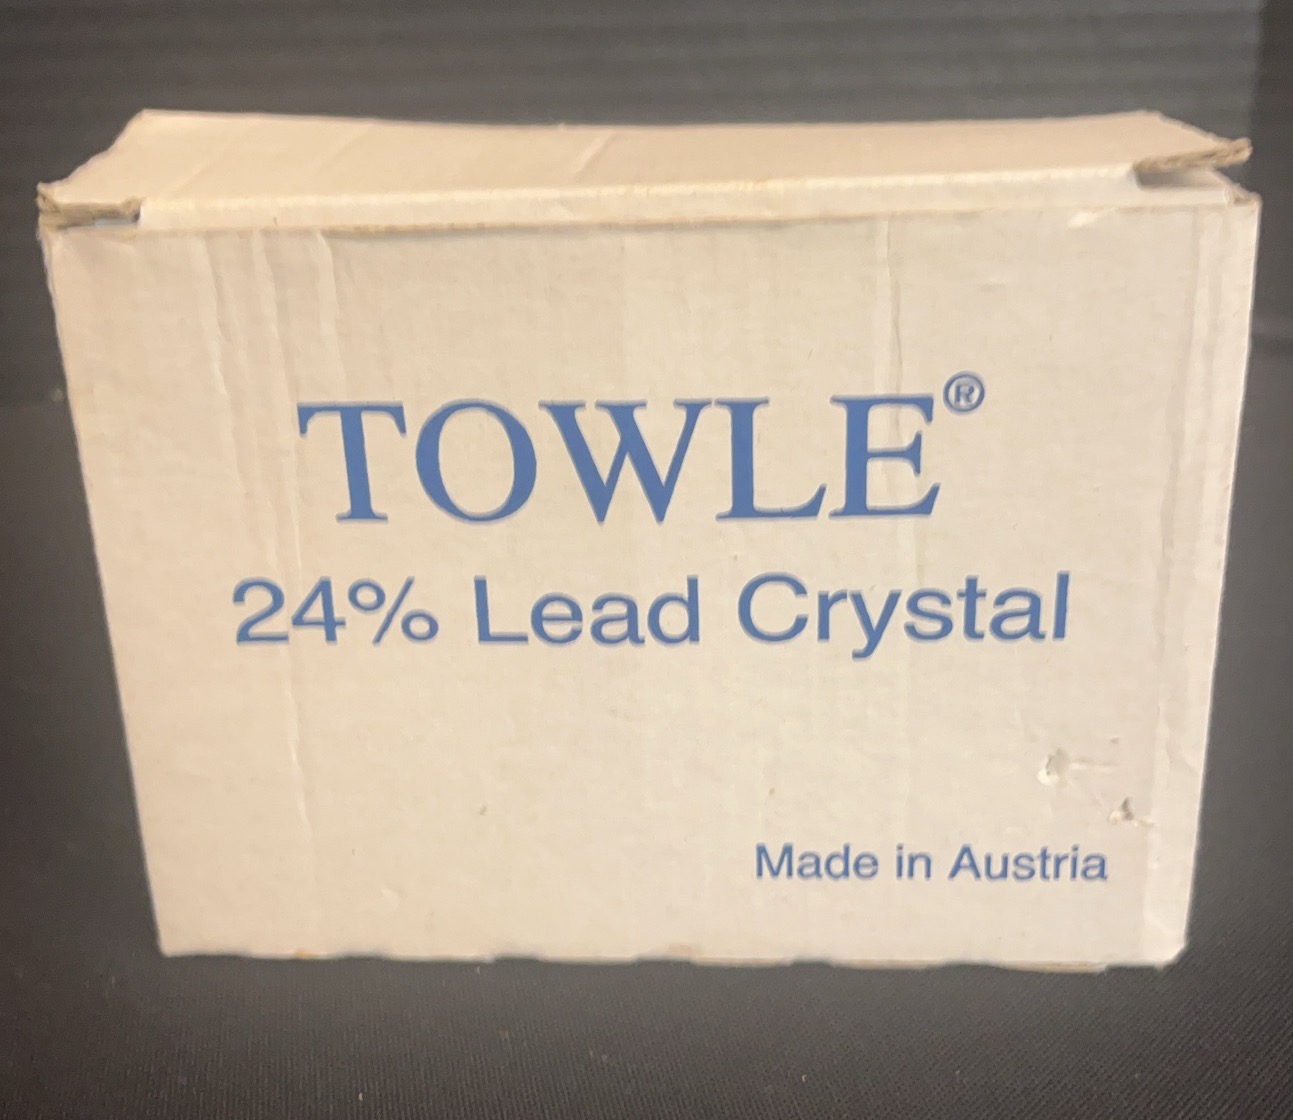 TOWLE®
24% Lead Crystal
Made in Austria